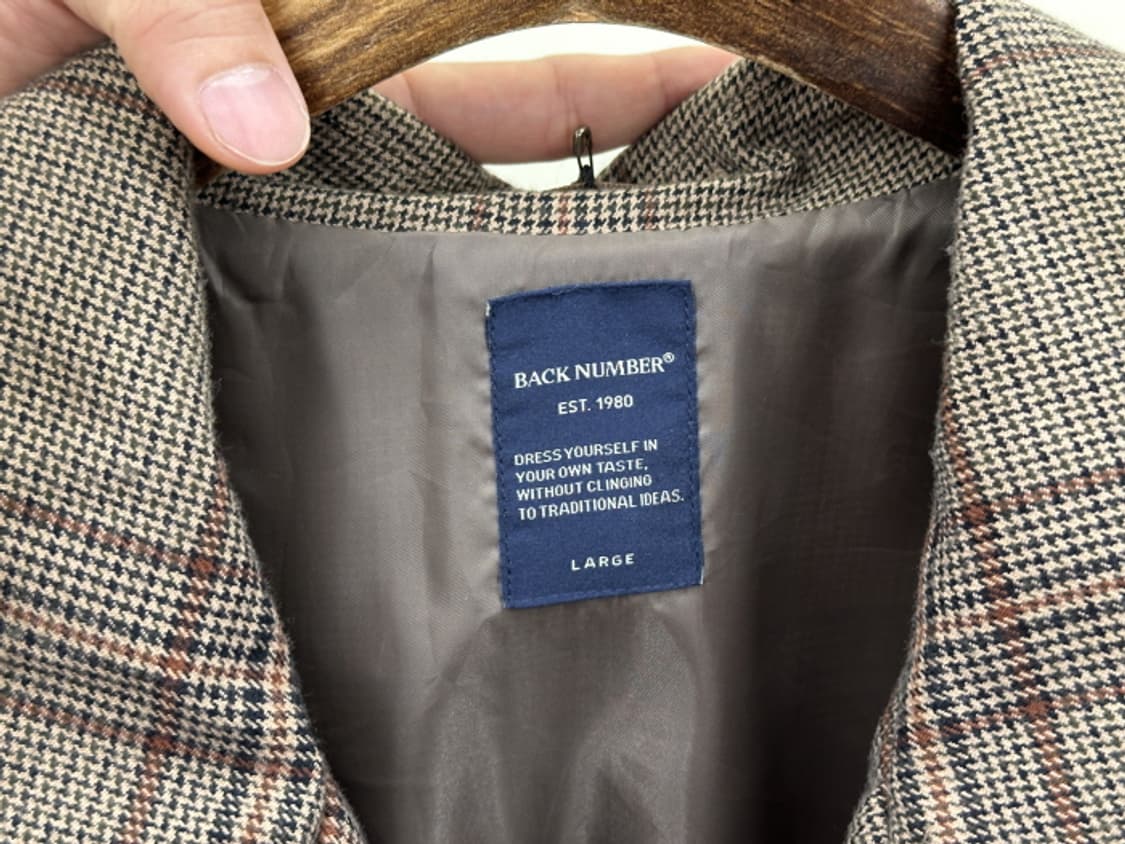 BACK NUMBER®
EST. 1980
DRESS YOURSELF IN
YOUR OWN TASTE,
WITHOUT CLINGING
TO TRADITIONAL IDEAS.
LARGE